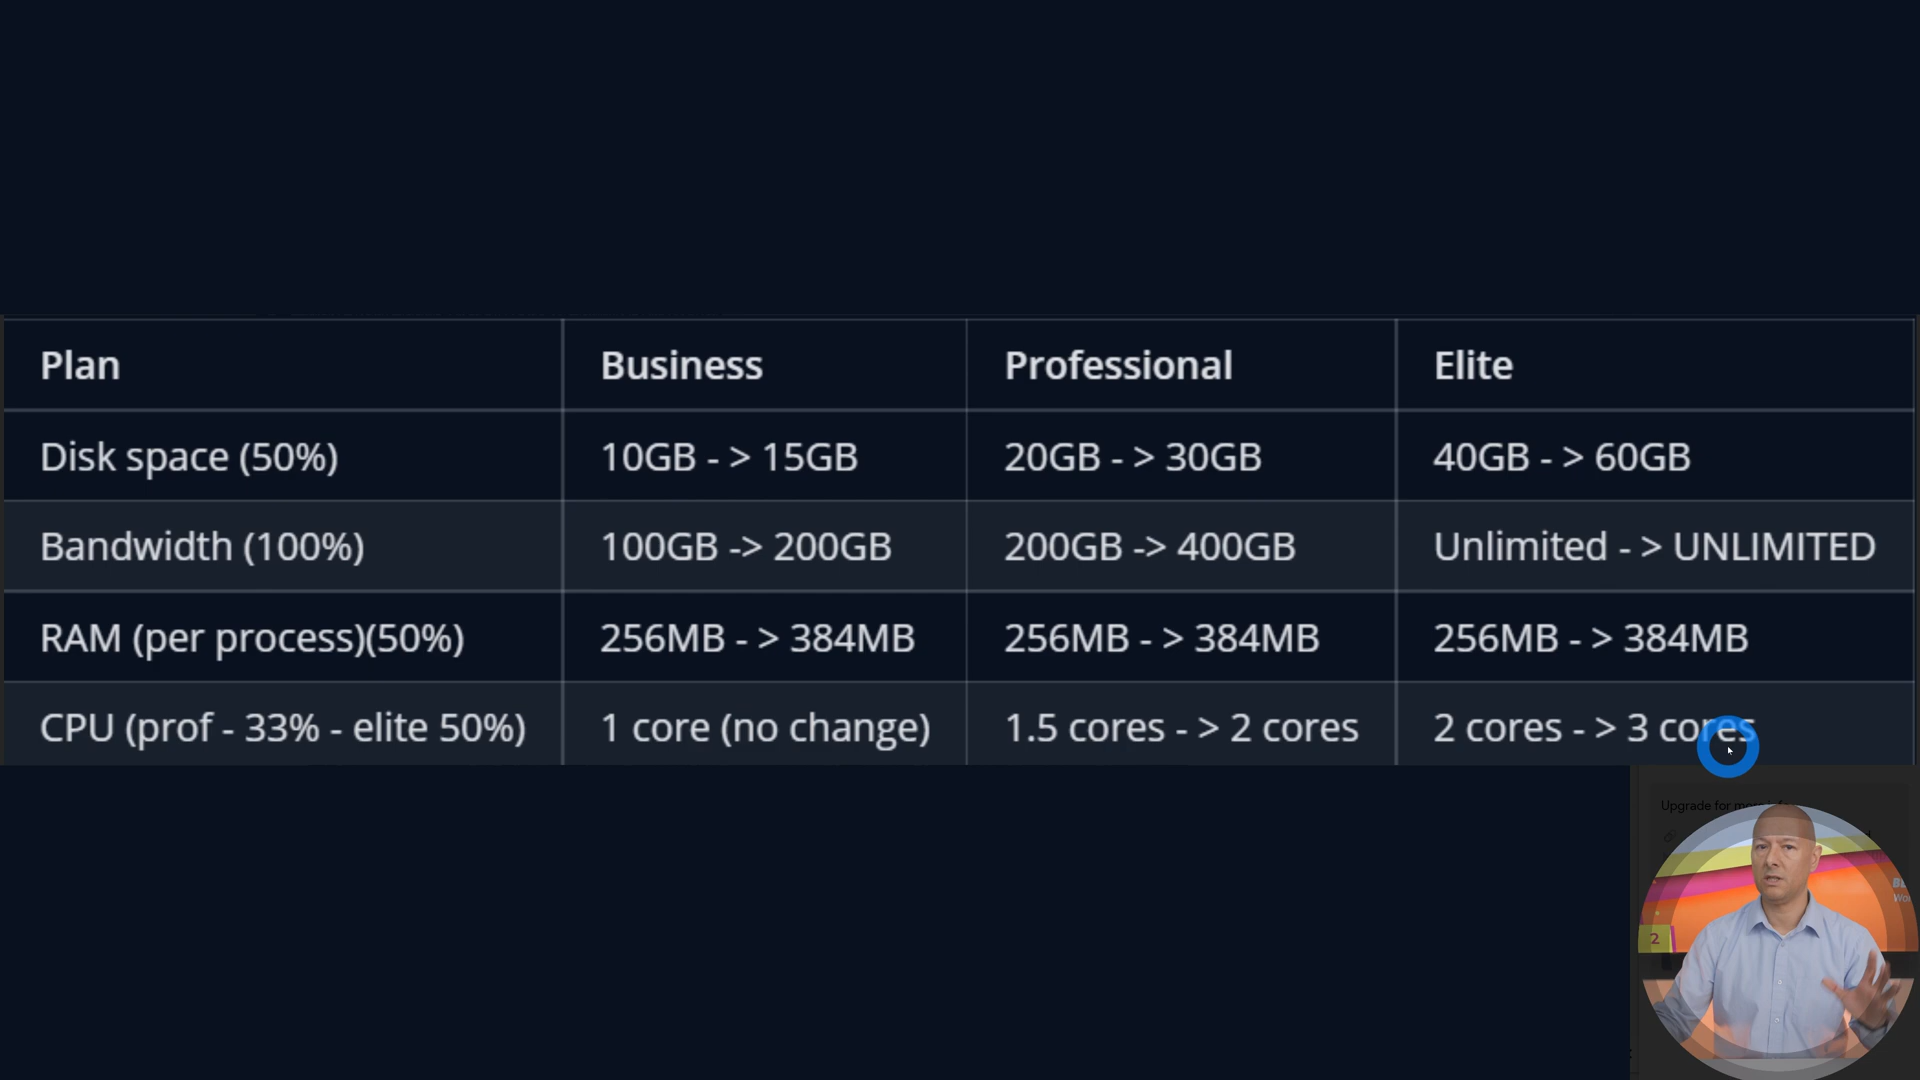 Plan Business Professional Elite
Disk space (50%) 10GB - > 15GB 20GB - > 30GB 40GB - > 60GB
Bandwidth (100%) 100GB -> 200GB 200GB -> 400GB Unlimited - > UNLIMITED
RAM (per process)(50%) 256MB - > 384MB 256MB - > 384MB 256MB - > 384MB
CPU (prof - 33% - elite 50%) 1 core (no change) 1.5 cores - > 2 cores 2 cores - > 3 cores
Upgrade for more
2